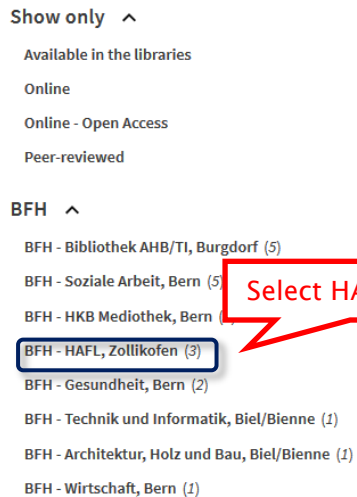 Show only
Available in the libraries
Online
Online - Open Access
Peer-reviewed
BFH
BFH - Bibliothek AHB/TI, Burgdorf (5)
BFH - Soziale Arbeit, Bern (5
Select HA
BFH - HKB Mediothek, Bern (
BFH - HAFL, Zollikofen (3)
BFH - Gesundheit, Bern (2)
BFH - Technik und Informatik, Biel/Bienne (1)
BFH - Architektur, Holz und Bau, Biel/Bienne (1)
BFH - Wirtschaft, Bern (1)